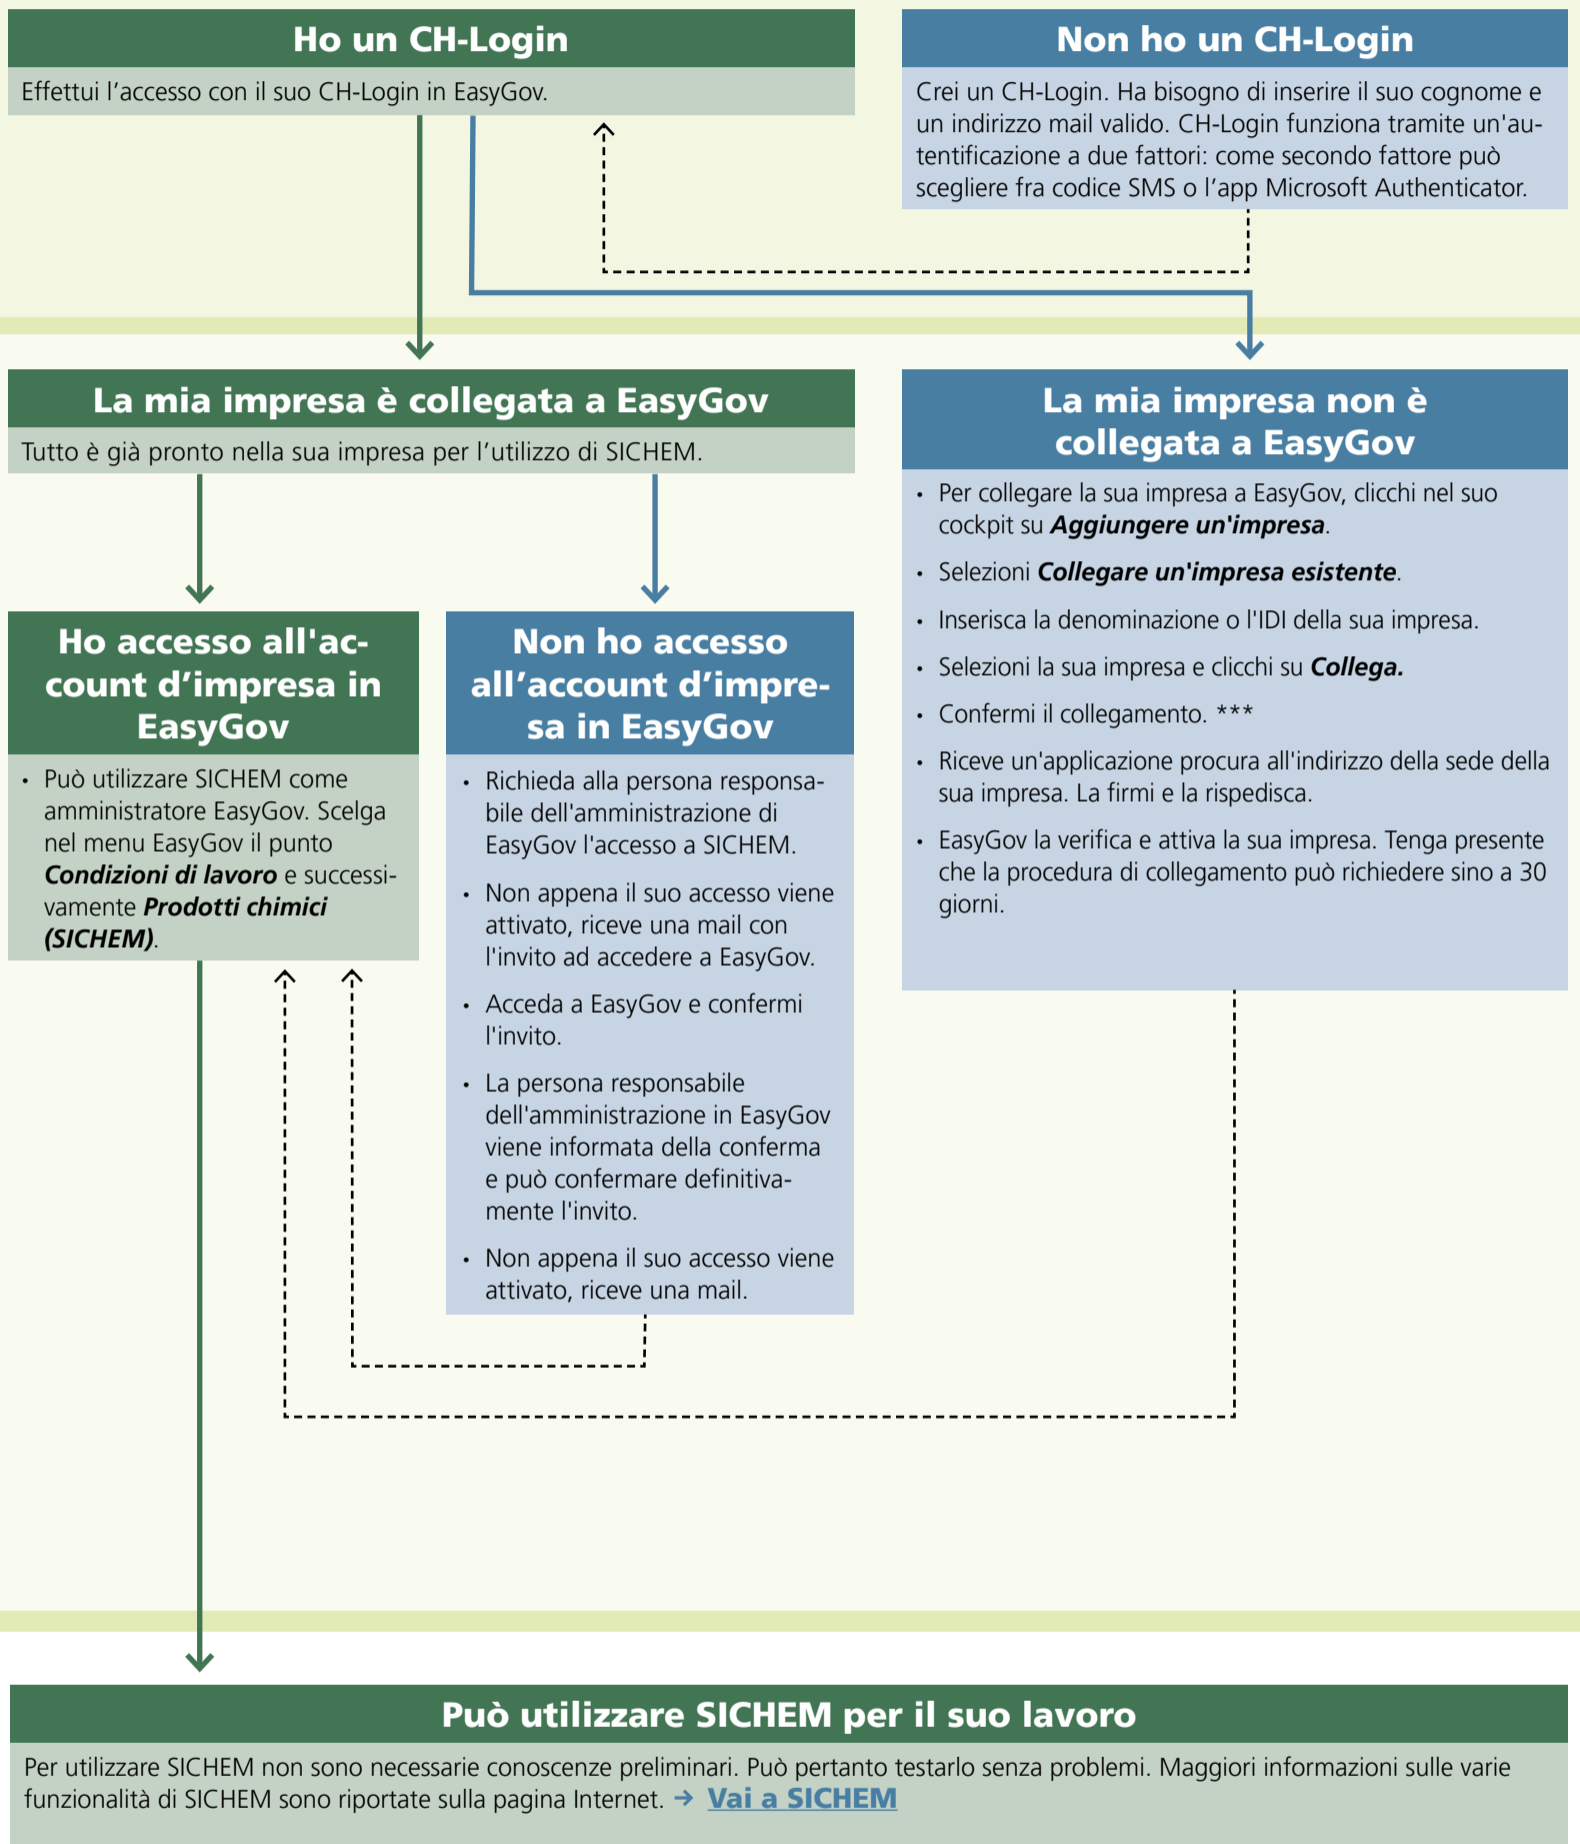 Ho un CH-Login
Effettui l’accesso con il suo CH-Login in EasyGov.
Non ho un CH-Login
Crei un CH-Login. Ha bisogno di inserire il suo cognome e
un indirizzo mail valido. CH-Login funziona tramite un'au-
tentificazione a due fattori: come secondo fattore può
scegliere fra codice SMS o l’app Microsoft Authenticator.
La mia impresa è collegata a EasyGov
Tutto è già pronto nella sua impresa per l’utilizzo di SICHEM.
La mia impresa non è
collegata a EasyGov
• Per collegare la sua impresa a EasyGov, clicchi nel suo
cockpit su Aggiungere un'impresa.
• Selezioni Collegare un'impresa esistente.
• Inserisca la denominazione o l'IDI della sua impresa.
• Selezioni la sua impresa e clicchi su Collega.
• Confermi il collegamento. ***
• Riceve un'applicazione procura all'indirizzo della sede della
sua impresa. La firmi e la rispedisca.
• EasyGov la verifica e attiva la sua impresa. Tenga presente
che la procedura di collegamento può richiedere sino a 30
giorni.
Ho accesso all'ac-
count d’impresa in
EasyGov
• Può utilizzare SICHEM come
amministratore EasyGov. Scelga
nel menu EasyGov il punto
Condizioni di lavoro e successi-
vamente Prodotti chimici
(SICHEM).
Non ho accesso
all’account d’impre-
sa in EasyGov
• Richieda alla persona responsa-
bile dell'amministrazione di
EasyGov l'accesso a SICHEM.
• Non appena il suo accesso viene
attivato, riceve una mail con
l'invito ad accedere a EasyGov.
• Acceda a EasyGov e confermi
l'invito.
• La persona responsabile
dell'amministrazione in EasyGov
viene informata della conferma
e può confermare definitiva-
mente l'invito.
• Non appena il suo accesso viene
attivato, riceve una mail.
Può utilizzare SICHEM per il suo lavoro
Per utilizzare SICHEM non sono necessarie conoscenze preliminari. Può pertanto testarlo senza problemi. Maggiori informazioni sulle varie
funzionalità di SICHEM sono riportate sulla pagina Internet. → Vai a SICHEM